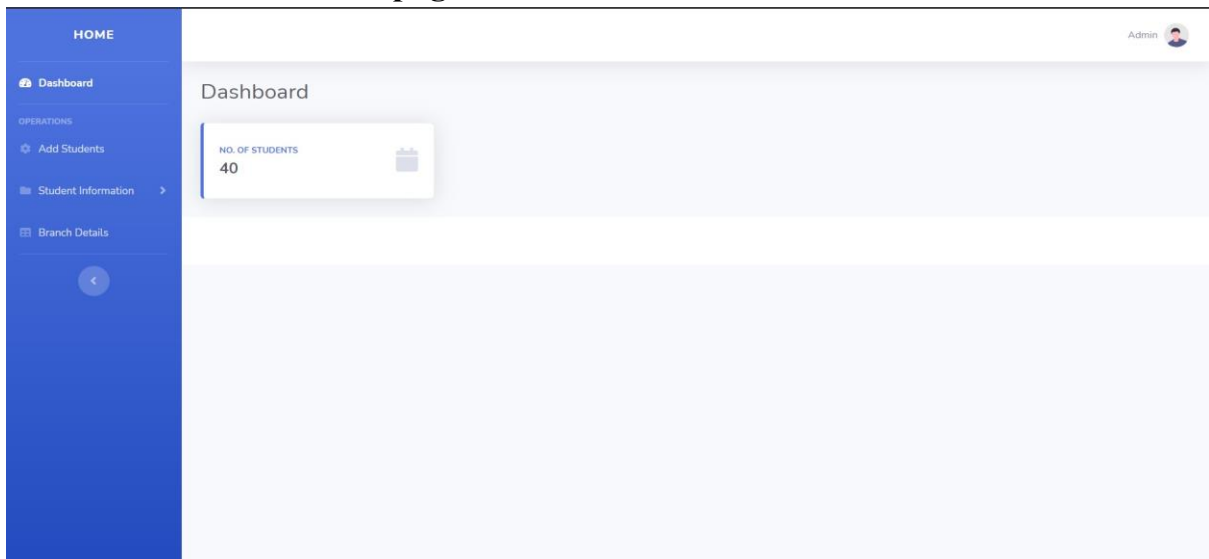 HOME
Admin
Dashboard
Dashboard
OPERATIONS
Add Students
NO. OF STUDENTS
40
Student Information
Branch Details